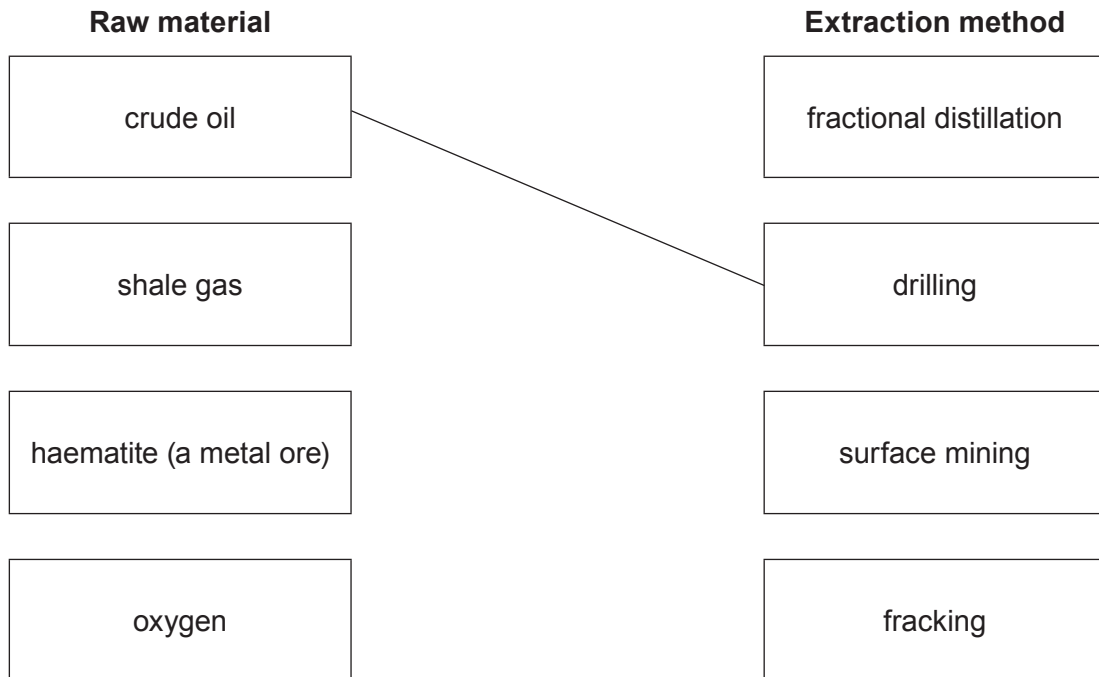 Raw material
Extraction method
crude oil
fractional distillation
shale gas
drilling
haematite (a metal ore)
surface mining
oxygen
fracking